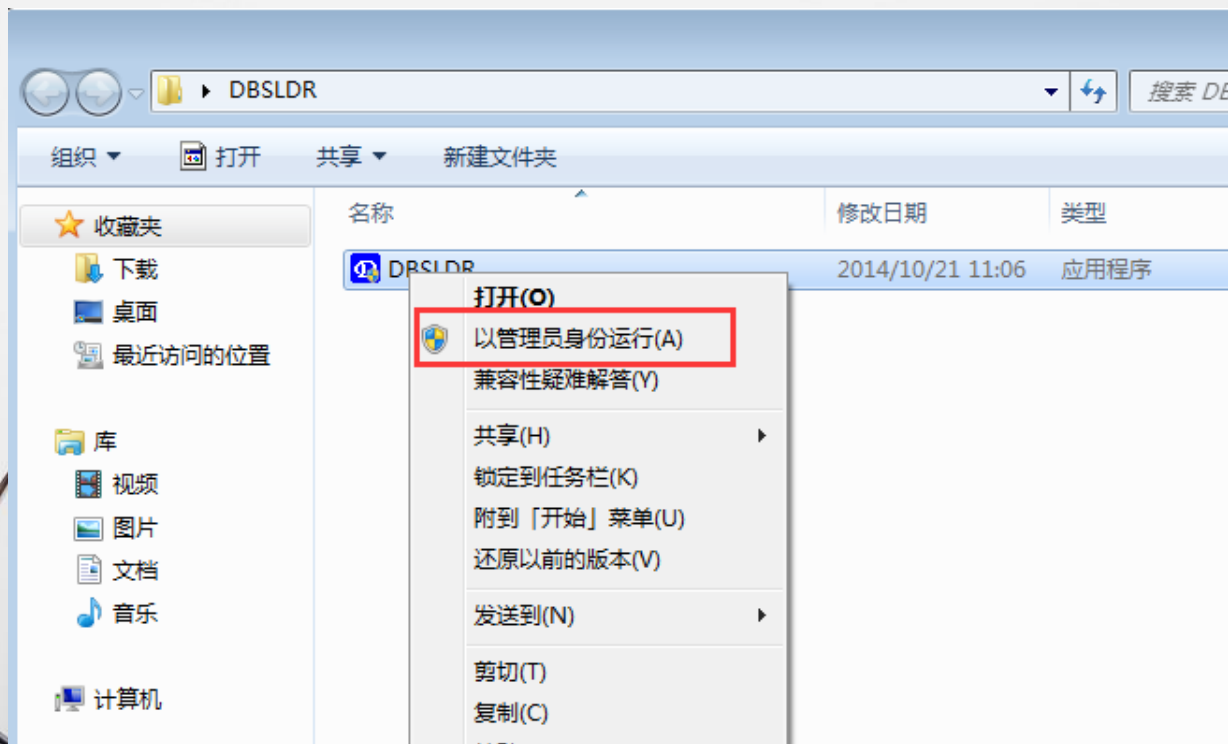 DBSLDR
搜索 DB
组织
打开
共享
新建文件夹
收藏夹
下载
桌面
最近访问的位置
库
视频
图片
文档
音乐
计算机
名称
修改日期
类型
DBSLDR
2014/10/21 11:06
应用程序
打开(O)
以管理员身份运行(A)
兼容性疑难解答(Y)
共享(H)
锁定到任务栏(K)
附到「开始」菜单(U)
还原以前的版本(V)
发送到(N)
剪切(T)
复制(C)